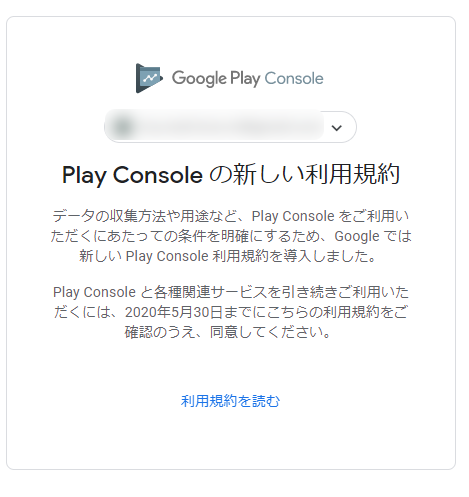 Google Play Console
Play Console の新しい利用規約
データの収集方法や用途など、Play Console をご利用い
ただくにあたっての条件を明確にするため、Google では
新しい Play Console 利用規約を導入しました。
Play Console と各種関連サービスを引き続きご利用いた
だくには、2020年5月30日までにこちらの利用規約をご
確認のうえ、同意してください。
利用規約を読む